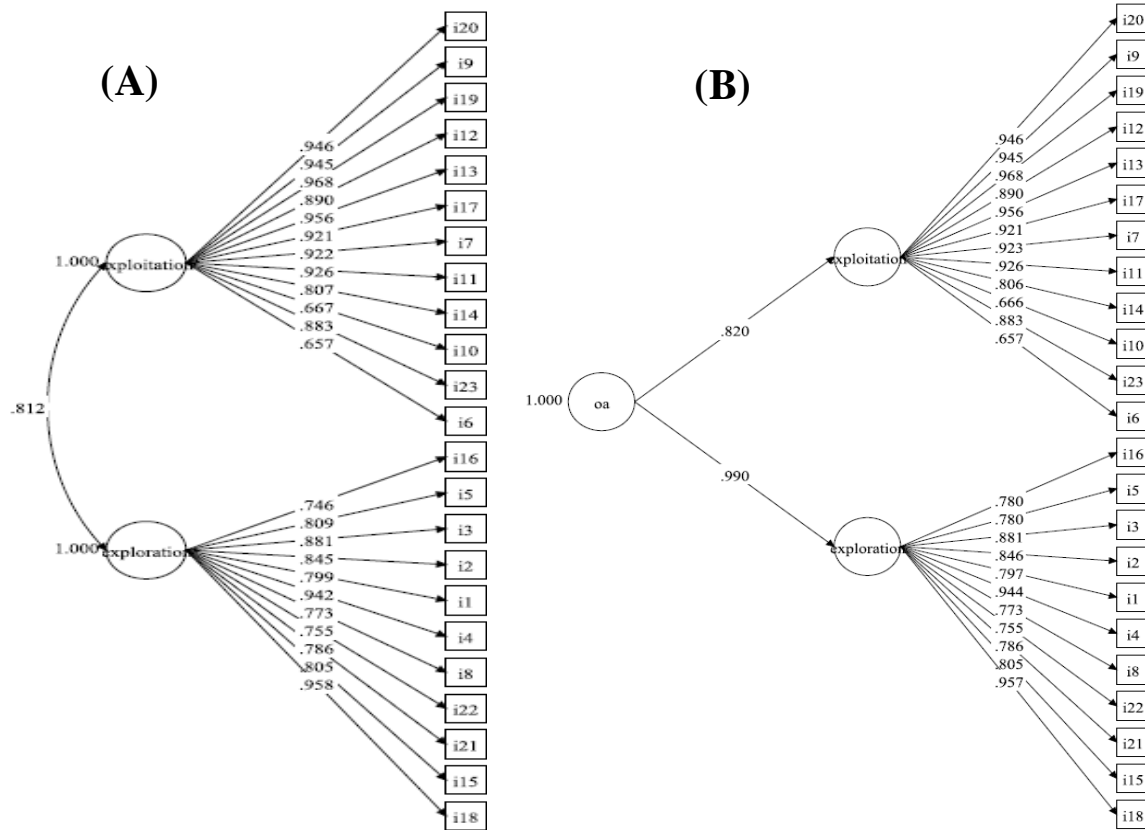 (A)
i20
i9
i19
i12
i13
i17
i7
i11
i14
i10
i23
i6
i16
i5
i3
i2
i1
i4
i8
i22
i21
i15
i18
.946
.945
.968
.890
.956
.921
.922
.926
.807
.667
.883
.657
1.000
exploitation
.812
1.000
exploration
.746
.809
.881
.845
.799
.942
.773
.755
.786
.805
.958
(B)
i20
i9
i19
i12
i13
i17
i7
i11
i14
i10
i23
i6
i16
i5
i3
i2
i1
i4
i8
i22
i21
i15
i18
.946
.945
.968
.890
.956
.921
.923
.926
.806
.666
.883
.657
exploitation
.820
1.000
oa
.990
exploration
.780
.780
.881
.846
.797
.944
.773
.755
.786
.805
.957